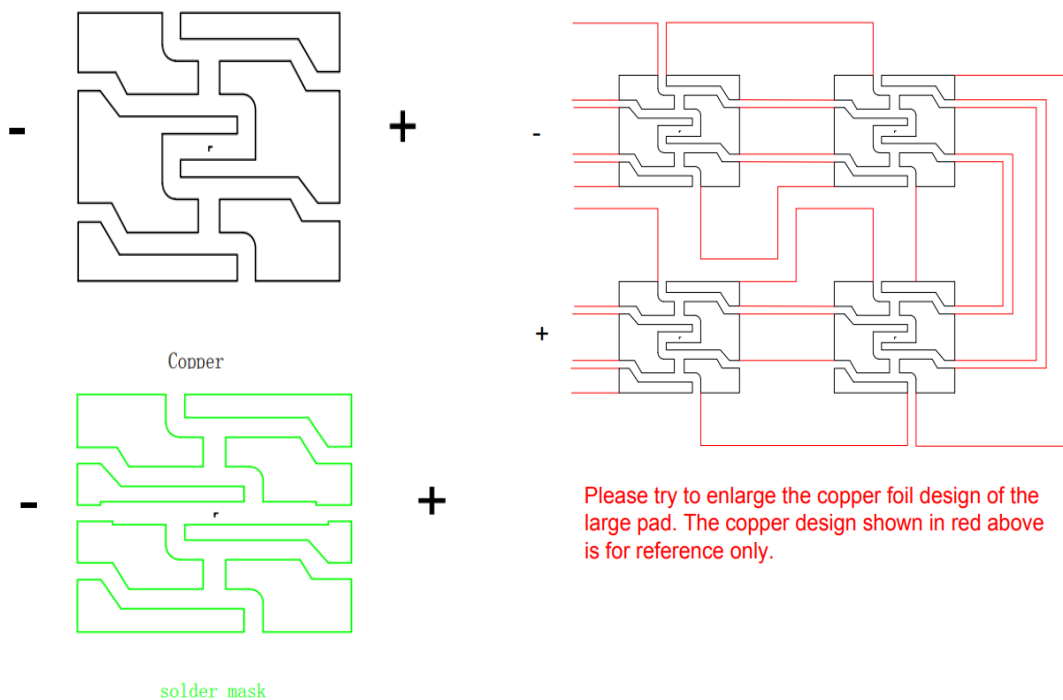 -
+
Copper
-
+
solder mask
-
+
Please try to enlarge the copper foil design of the
large pad. The copper design shown in red above
is for reference only.